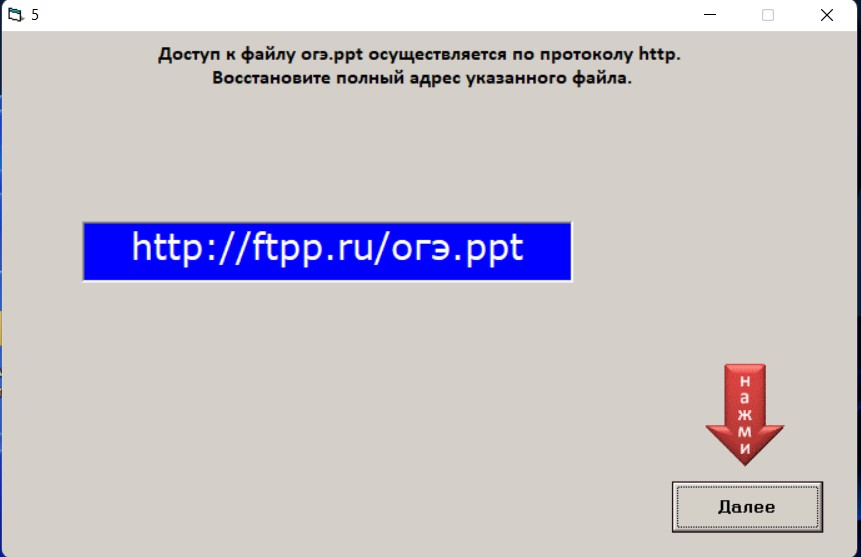 5
Доступ к файлу огэ.ppt осуществляется по протоколу http.
Восстановите полный адрес указанного файла.
http://ftpp.ru/огэ.ppt
нажми
Далее